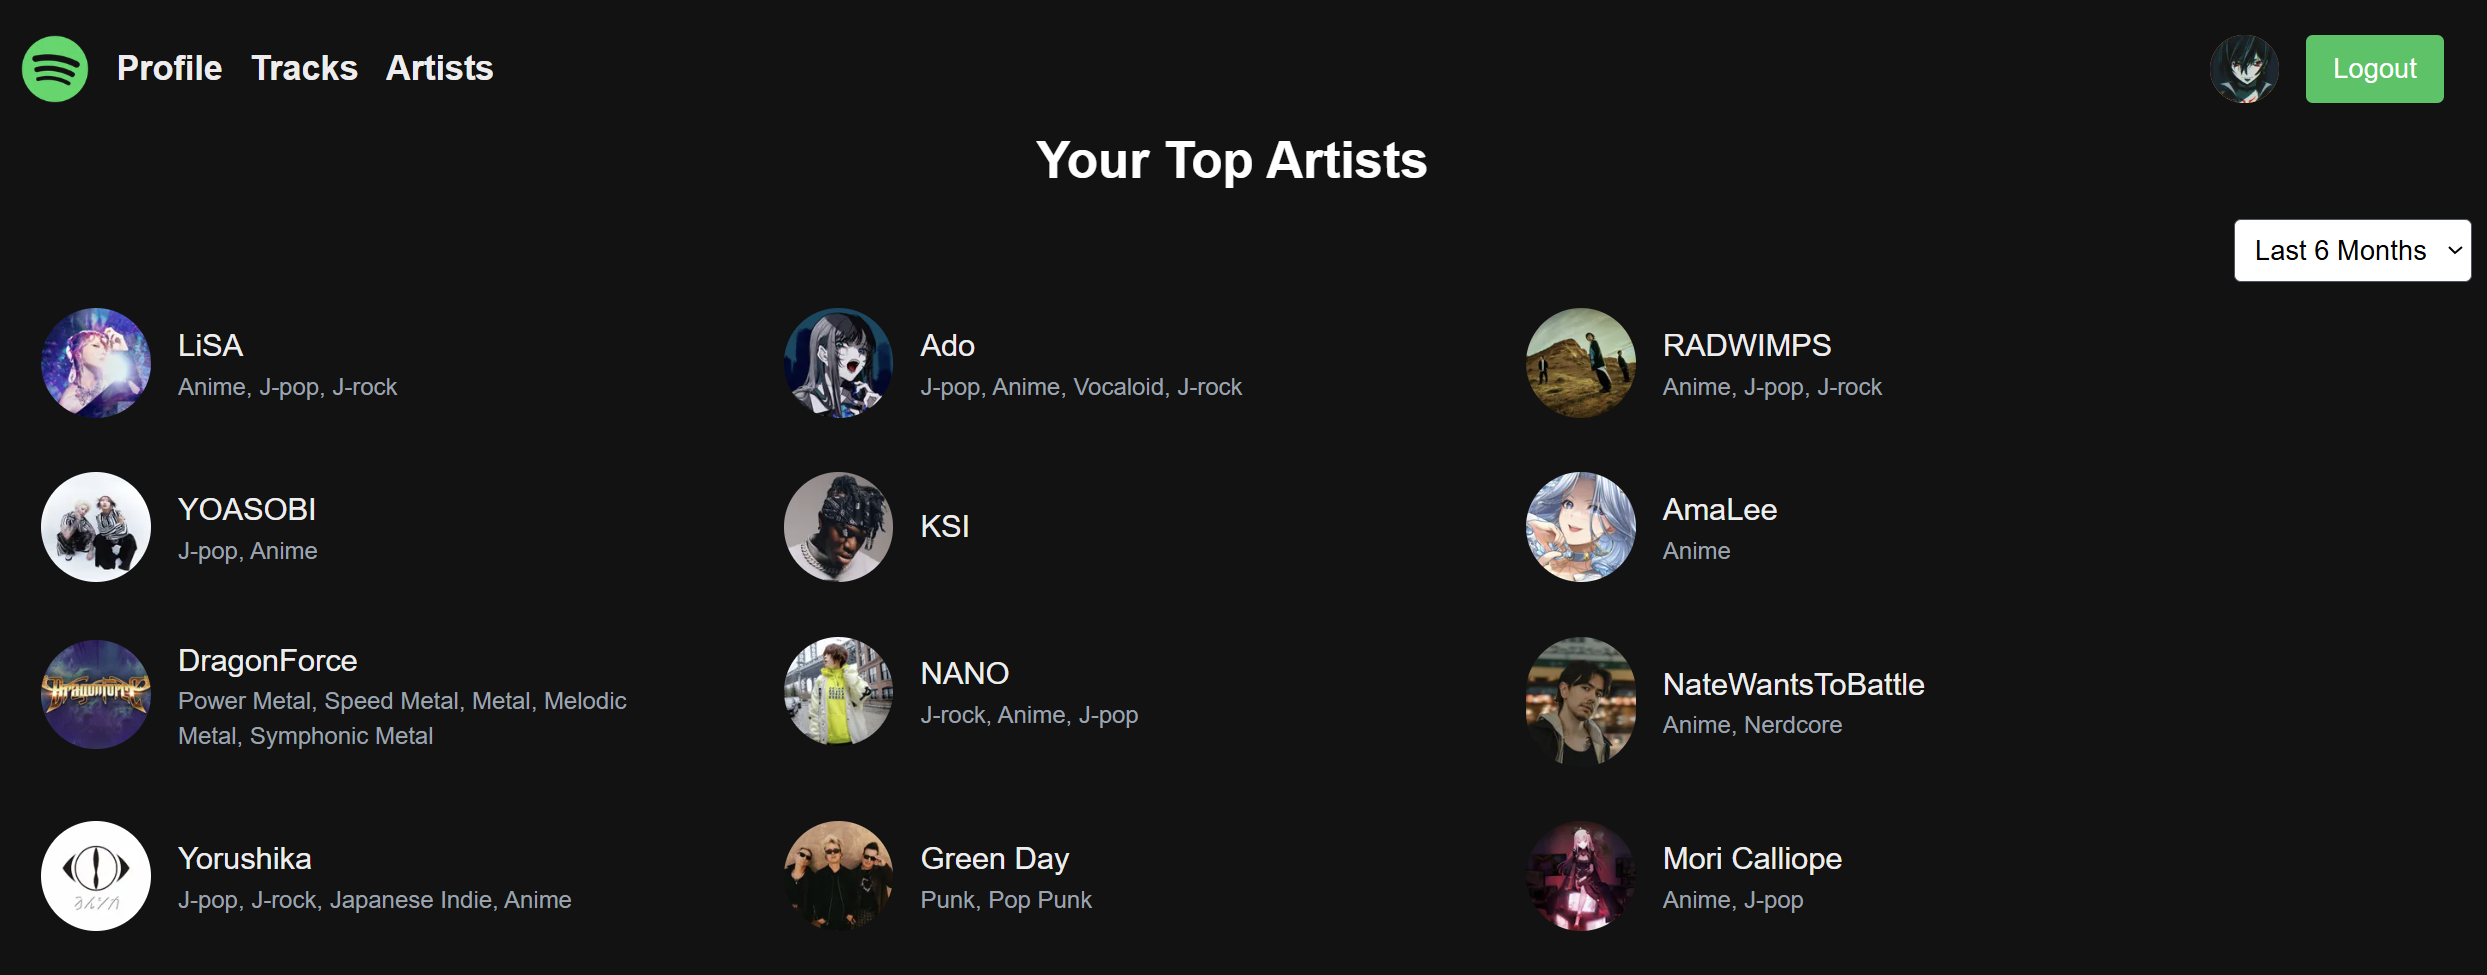 Profile Tracks Artists
Logout
Your Top Artists
Last 6 Months
LiSA
Anime, J-pop, J-rock
Ado
J-pop, Anime, Vocaloid, J-rock
RADWIMPS
Anime, J-pop, J-rock
YOASOBI
J-pop, Anime
KSI
AmaLee
Anime
DragonForce
DragonForce
Power Metal, Speed Metal, Metal, Melodic
Metal, Symphonic Metal
NANO
J-rock, Anime, J-pop
NateWantsToBattle
Anime, Nerdcore
Yorushika
J-pop, J-rock, Japanese Indie, Anime
Green Day
Punk, Pop Punk
Mori Calliope
Anime, J-pop